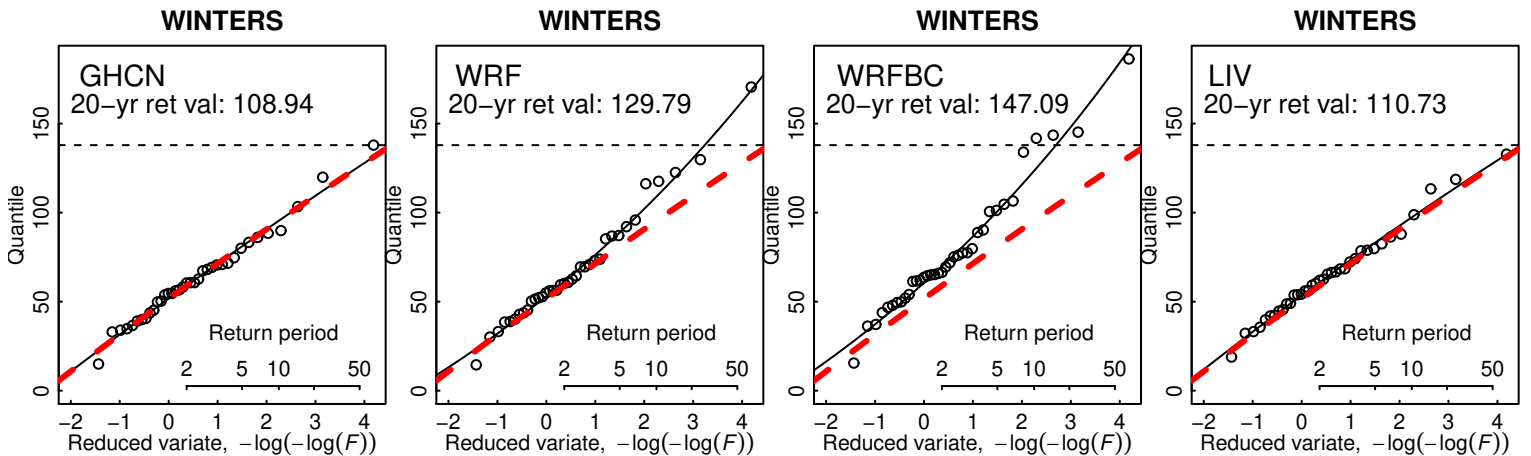 WINTERS
GHCN
20−yr ret val: 108.94
Quantile
0 50 100 150
Return period
2 5 10 50
−2 −1 0 1 2 3 4
Reduced variate, −log(−log(F))
WINTERS
WRF
20−yr ret val: 129.79
Quantile
0 50 100 150
Return period
2 5 10 50
−2 −1 0 1 2 3 4
Reduced variate, −log(−log(F))
WINTERS
WRFBC
20−yr ret val: 147.09
Quantile
0 50 100 150
Return period
2 5 10 50
−2 −1 0 1 2 3 4
Reduced variate, −log(−log(F))
WINTERS
LIV
20−yr ret val: 110.73
Quantile
0 50 100 150
Return period
2 5 10 50
−2 −1 0 1 2 3 4
Reduced variate, −log(−log(F))